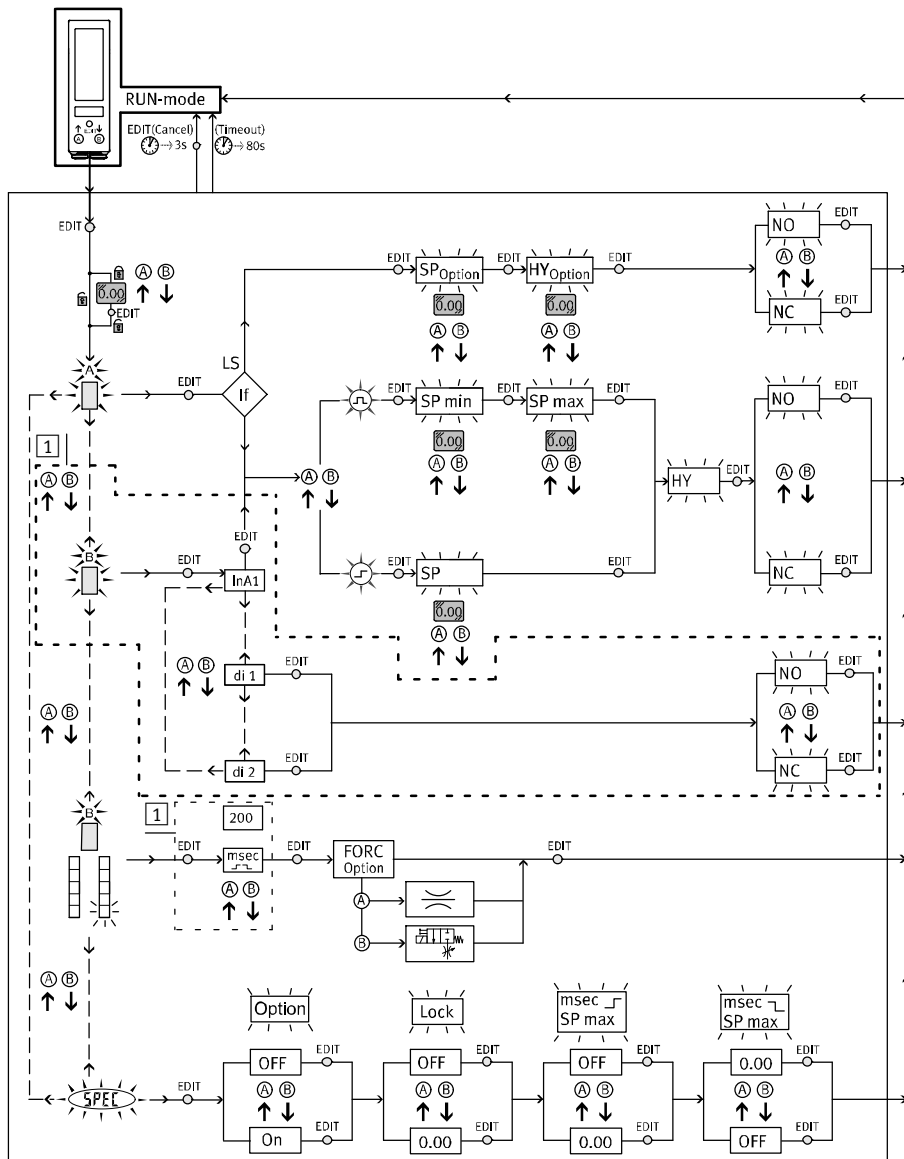 RUN-mode
A
B
EDIT(Cancel)
3s
(Timeout)
80s
EDIT
A B
0.00
EDIT
A
EDIT
LS
If
EDIT
SPOption
EDIT
HYOption
EDIT
NO
EDIT
0.00
0.00
A B
A B
A B
NC
EDIT
1
A B
A B
EDIT
SP min
EDIT
SP max
EDIT
0.00
0.00
A B
A B
HY
EDIT
NO
EDIT
A B
NC
EDIT
B
EDIT
EDIT
InA1
EDIT
SP
EDIT
0.00
A B
A B
di 1
EDIT
di 2
EDIT
NO
EDIT
A B
NC
EDIT
A B
B
1
200
EDIT
msec
A B
EDIT
FORC
Option
A
B
EDIT
A B
SPEC
EDIT
Option
OFF
EDIT
A B
On
EDIT
Lock
OFF
EDIT
A B
0.00
EDIT
msec
SP max
OFF
EDIT
A B
0.00
EDIT
msec
SP max
0.00
EDIT
A B
OFF
EDIT